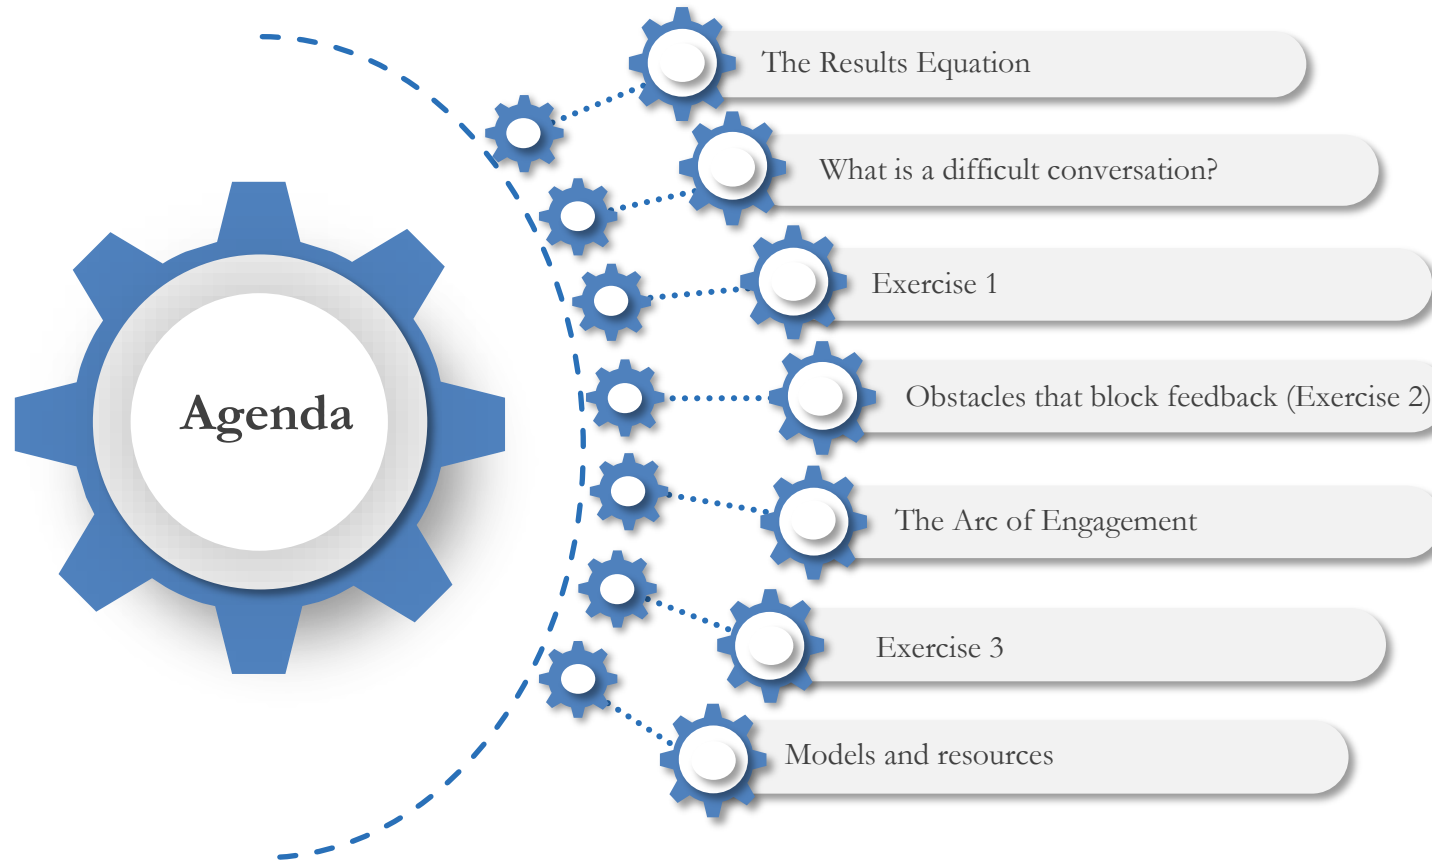 Agenda
The Results Equation
What is a difficult conversation?
Exercise 1
Obstacles that block feedback (Exercise 2)
The Arc of Engagement
Exercise 3
Models and resources